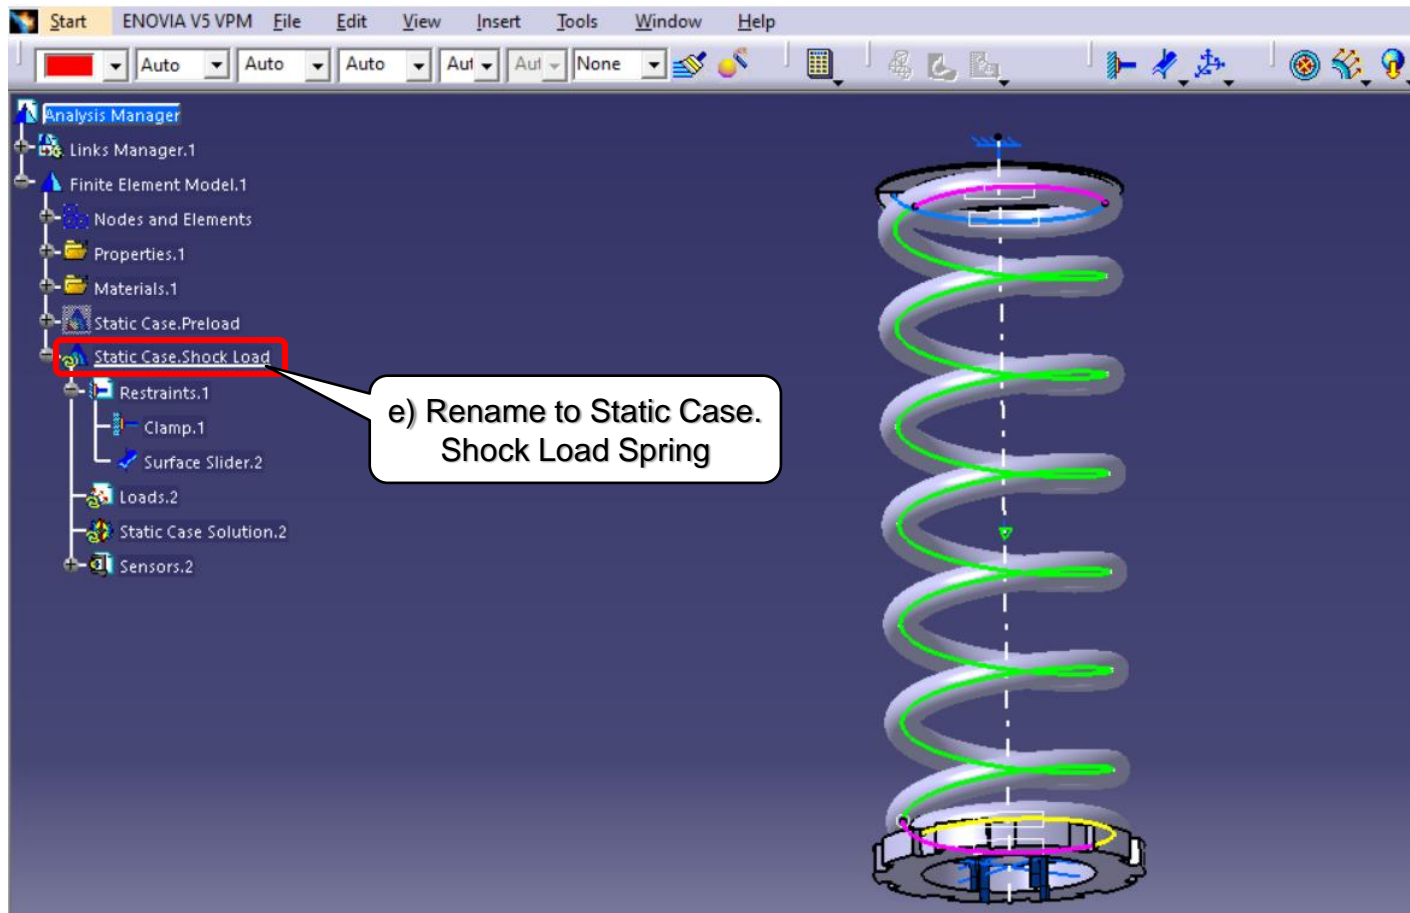 Start ENOVIA V5 VPM File Edit View Insert Tools Window Help
Auto Auto Auto Aut Aut None
Analysis Manager
Links Manager.1
Finite Element Model.1
Nodes and Elements
Properties.1
Materials.1
Static Case.Preload
Static Case.Shock Load
Restraints.1
Clamp.1
Surface Slider.2
Loads.2
Static Case Solution.2
Sensors.2
e) Rename to Static Case.
Shock Load Spring